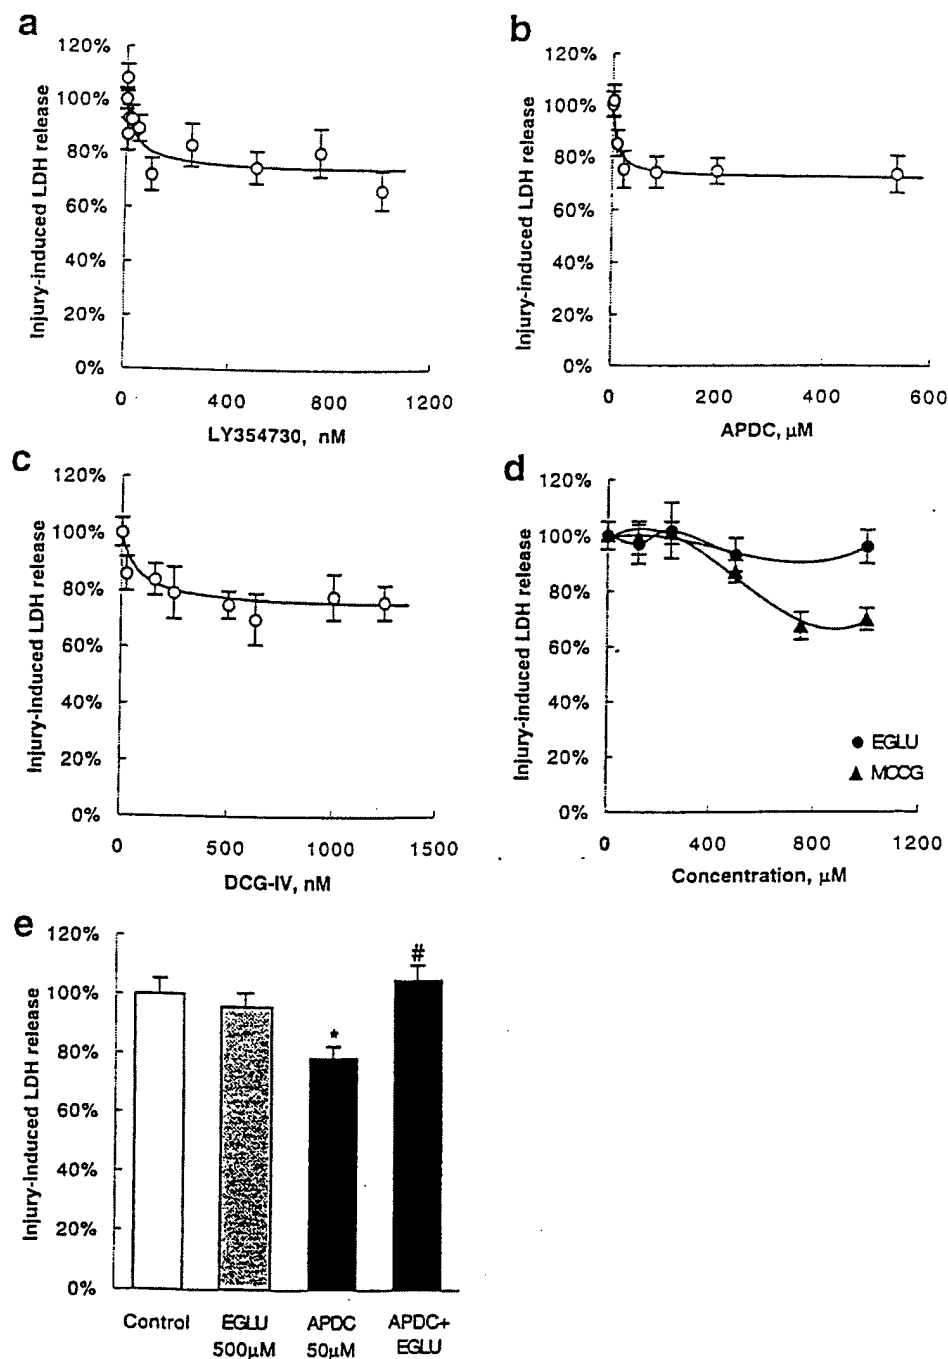 a
120%
100%
80%
60%
40%
20%
0%
Injury-induced LDH release
0 400 800 1200
LY354730, nM
b
120%
100%
80%
60%
40%
20%
0%
Injury-induced LDH release
0 200 400 600
APDC, µM
c
120%
100%
80%
60%
40%
20%
0%
Injury-induced LDH release
0 500 1000 1500
DCG-IV, nM
d
120%
100%
80%
60%
40%
20%
0%
Injury-induced LDH release
EGLU
MCCG
0 400 800 1200
Concentration, µM
e
120%
100%
80%
60%
40%
20%
0%
Injury-induced LDH release
*
#
Control
EGLU
500µM
APDC
50µM
APDC+
EGLU